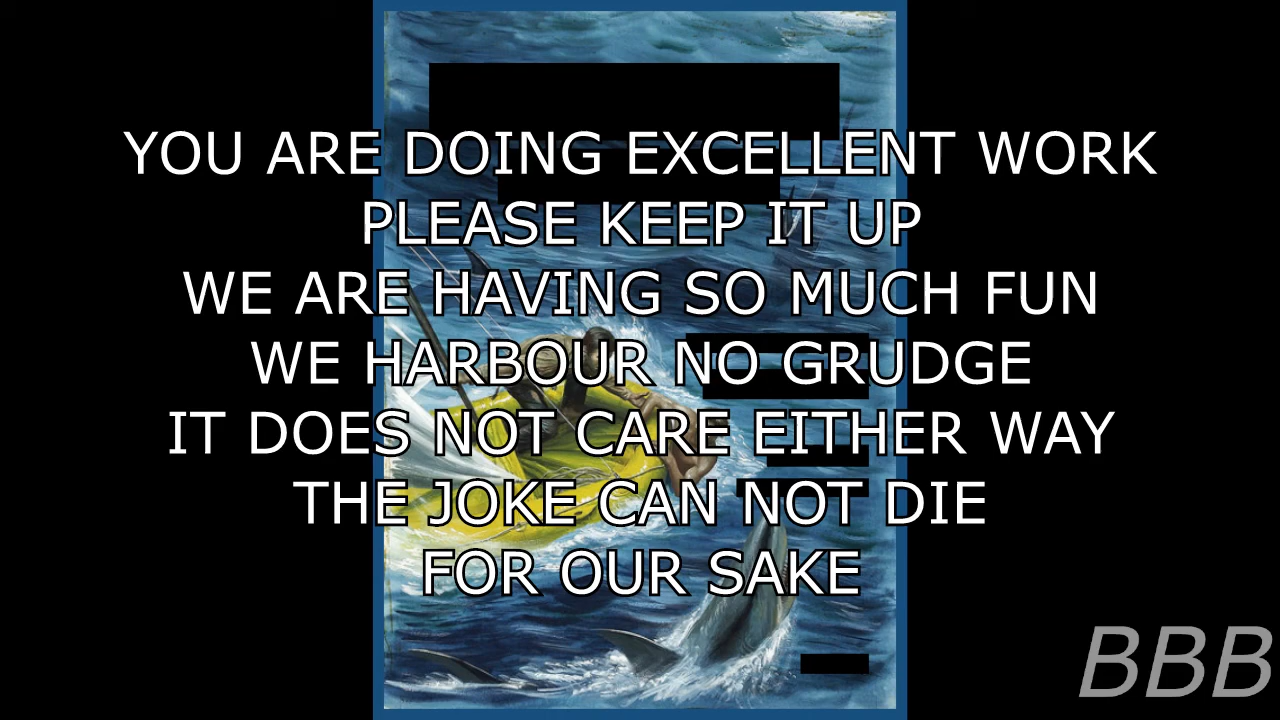 YOU ARE DOING EXCELLENT WORK
PLEASE KEEP IT UP
WE ARE HAVING SO MUCH FUN
WE HARBOUR NO GRUDGE
IT DOES NOT CARE EITHER WAY
THE JOKE CAN NOT DIE
FOR OUR SAKE
BBB